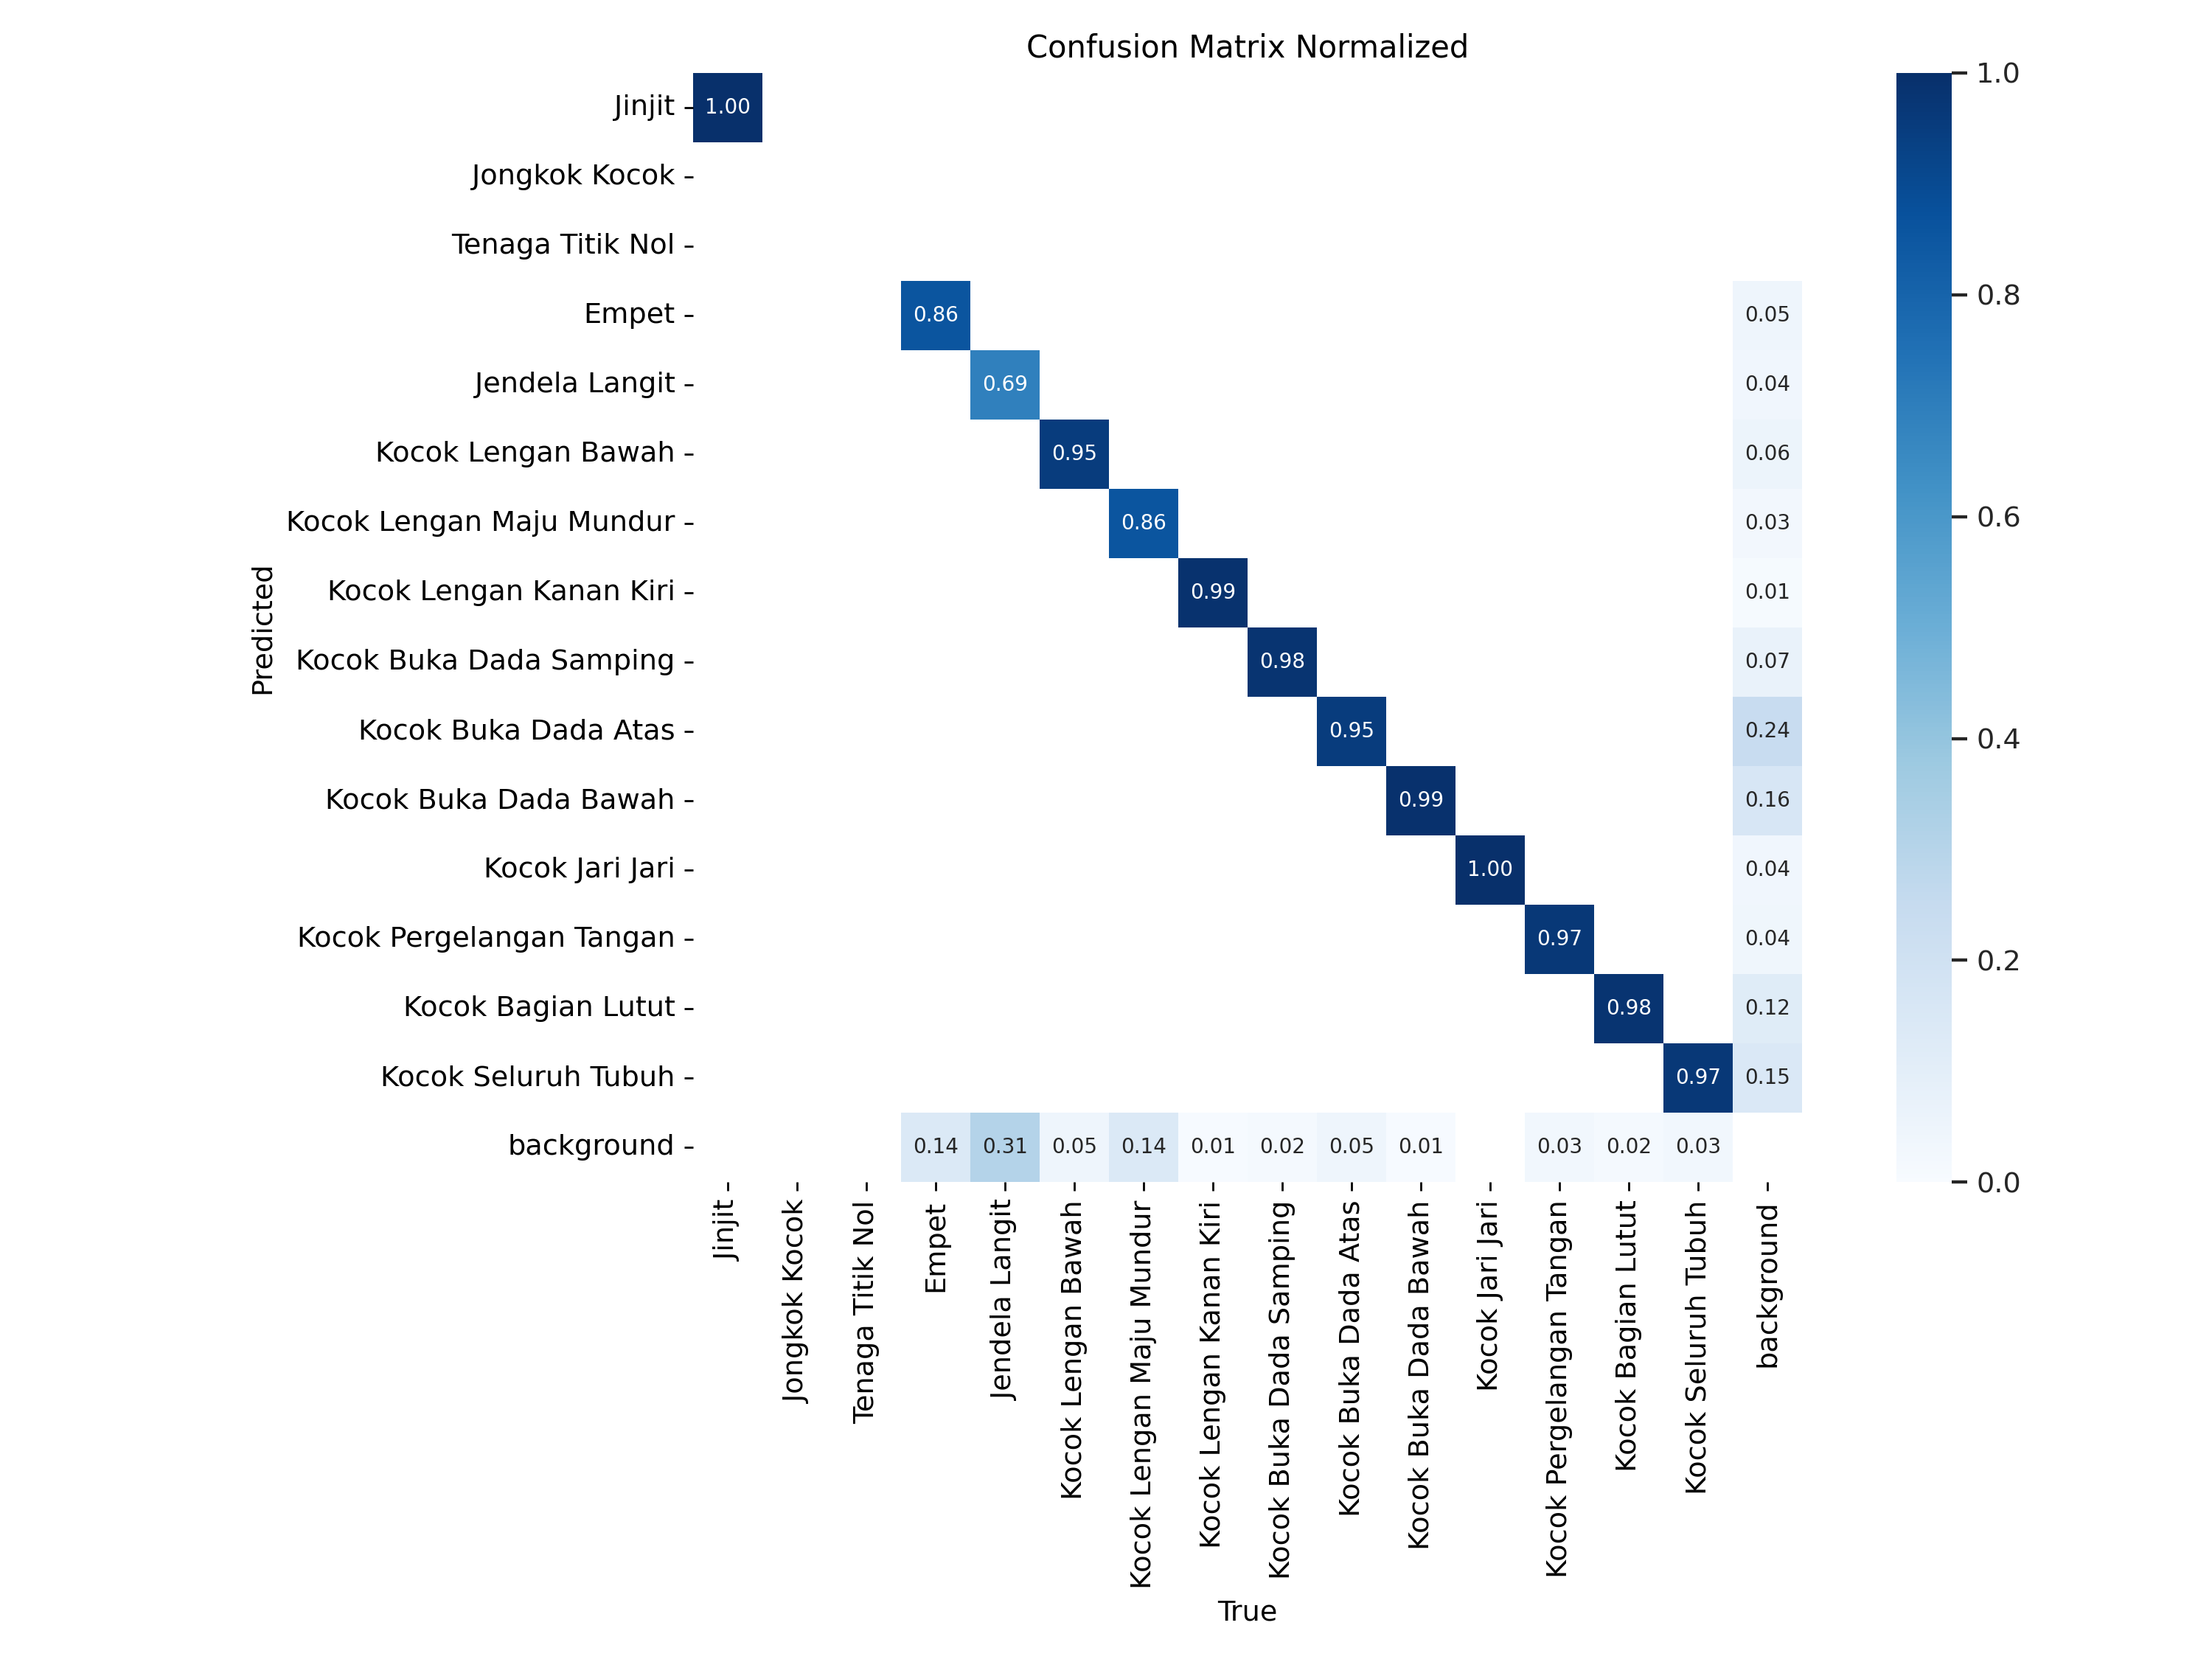 Confusion Matrix Normalized
Jinjit
1.00
1.0
Jongkok Kocok
Tenaga Titik Nol
Empet
0.86
0.05
0.8
Jendela Langit
0.69
0.04
Kocok Lengan Bawah
0.95
0.06
Kocok Lengan Maju Mundur
0.86
0.03
0.6
Kocok Lengan Kanan Kiri
0.99
0.01
Predicted
Kocok Buka Dada Samping
0.98
0.07
Kocok Buka Dada Atas
0.95
0.24
0.4
Kocok Buka Dada Bawah
0.99
0.16
Kocok Jari Jari
1.00
0.04
Kocok Pergelangan Tangan
0.97
0.04
0.2
Kocok Bagian Lutut
0.98
0.12
Kocok Seluruh Tubuh
0.97
0.15
background
0.14 0.31 0.05 0.14 0.01 0.02 0.05 0.01 0.03 0.02 0.03
0.0
Jinjit
Jongkok Kocok
Tenaga Titik Nol
Empet
Jendela Langit
Kocok Lengan Bawah
Kocok Lengan Maju Mundur
Kocok Lengan Kanan Kiri
Kocok Buka Dada Samping
Kocok Buka Dada Atas
Kocok Buka Dada Bawah
Kocok Jari Jari
Kocok Pergelangan Tangan
Kocok Bagian Lutut
Kocok Seluruh Tubuh
background
True